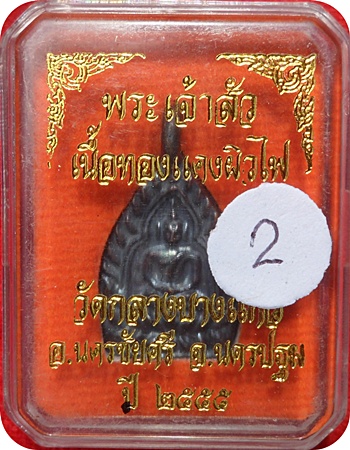 พระเจ้าสัว
เนื้อทองแดงผิวไฟ
2
วัดกลางบางแก้ว
อ.นครชัยศรี จ.นครปฐม
ปี ๒๕๕๕